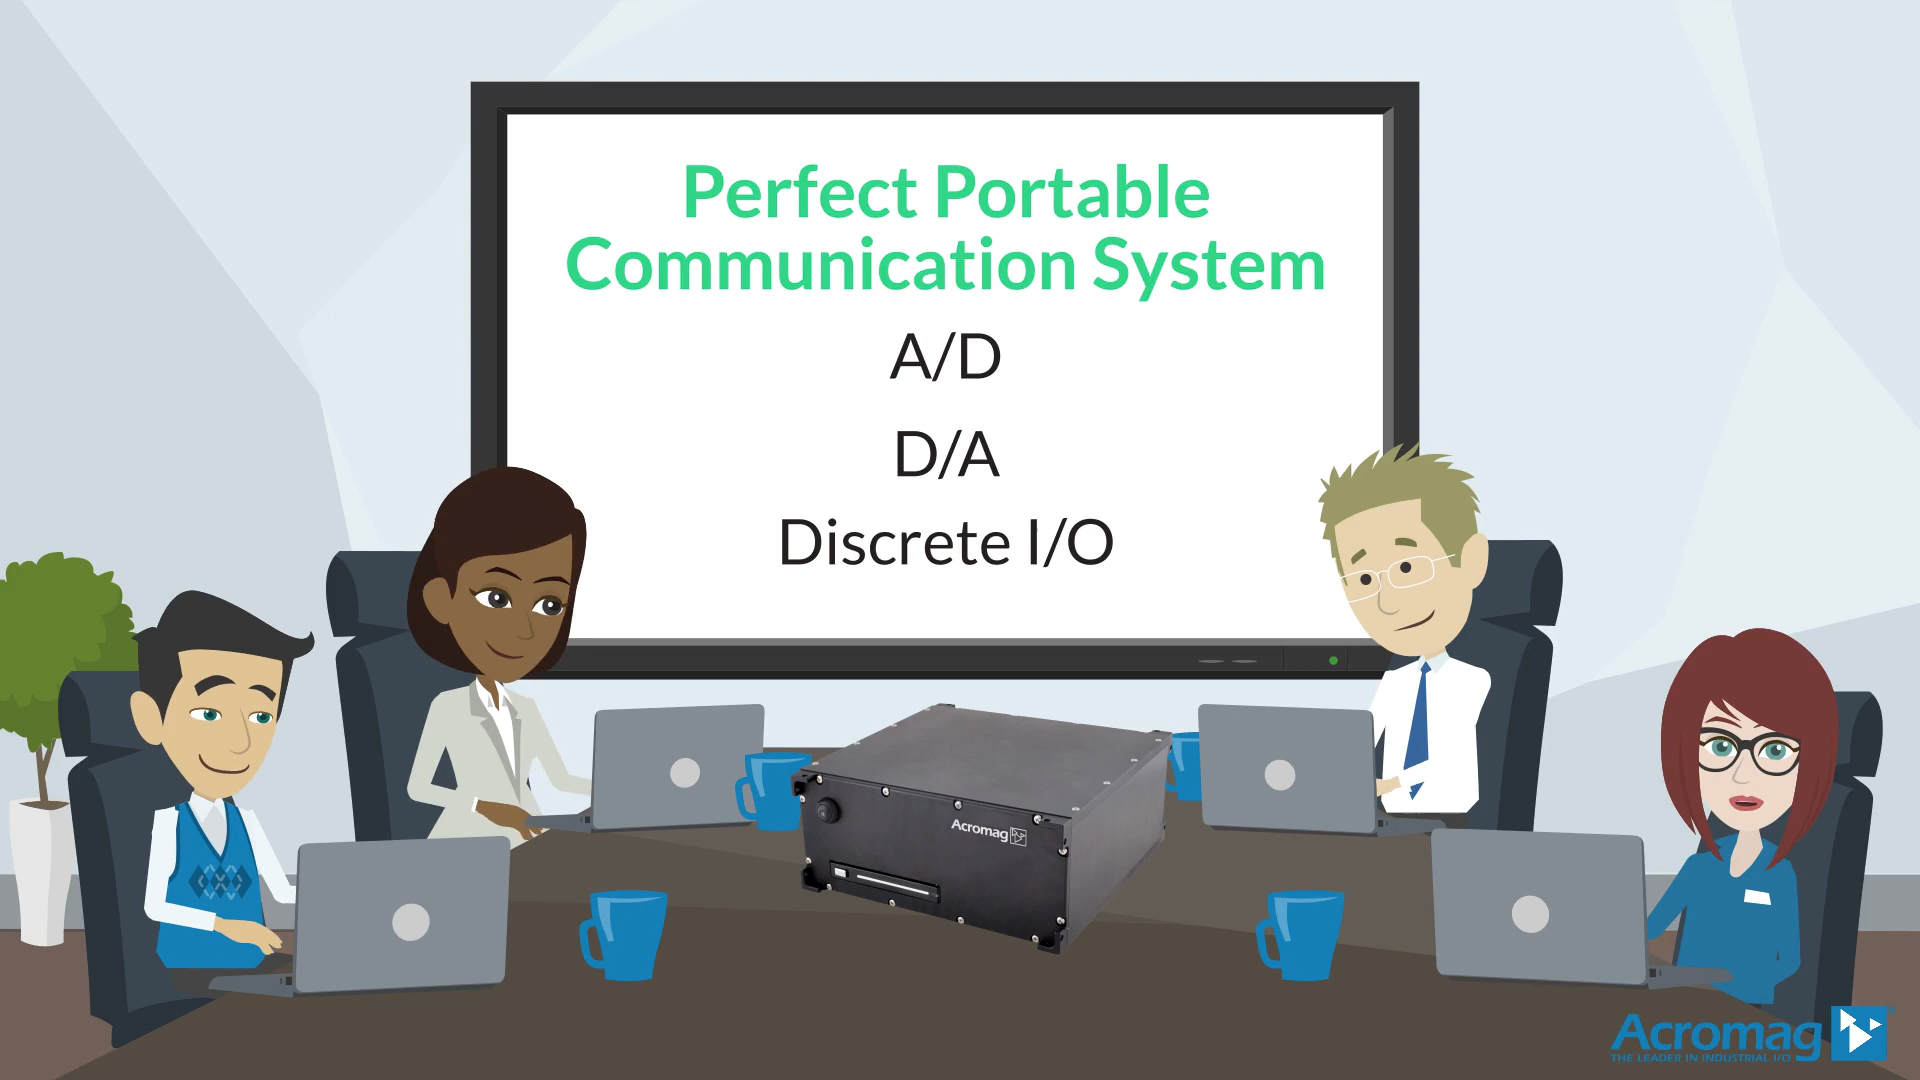 Perfect Portable
Communication System
A/D
D/A
Discrete I/O
Acromag
Acromag
THE LEADER IN INDUSTRIAL I/O